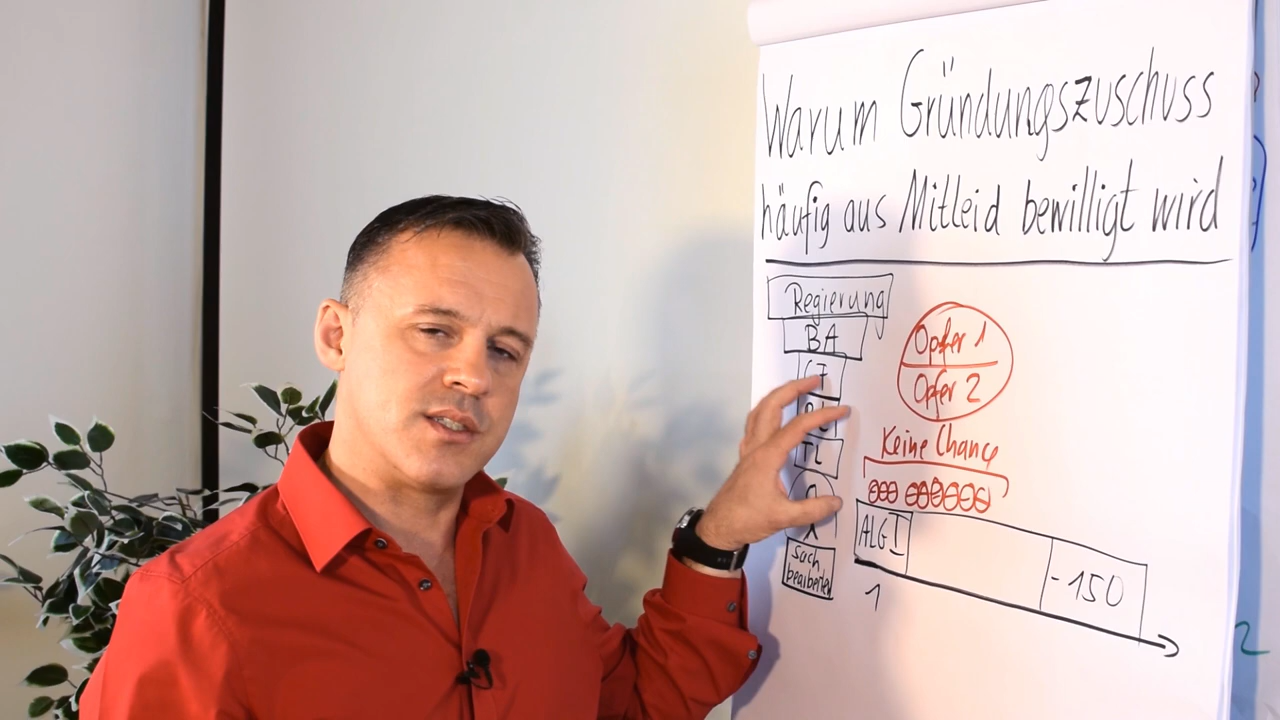 Warum Gründungszuschuss
häufig aus Mitleid bewilligt wird
Regierung
BA
TL
Sach
bearbeiter
Opfer 1
Opfer 2
Keine Chance
ALG I
- 150
1
2